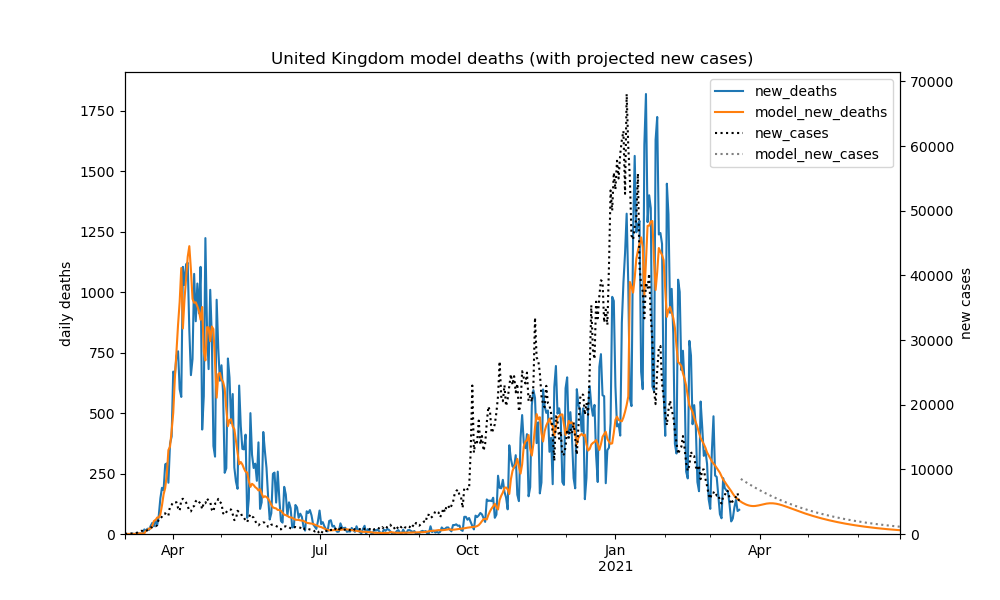 United Kingdom model deaths (with projected new cases)
new_deaths
model_new_deaths
new_cases
model_new_cases
daily deaths
1750
1500
1250
1000
750
500
250
0
new cases
70000
60000
50000
40000
30000
20000
10000
0
Apr
Jul
Oct
Jan
2021
Apr